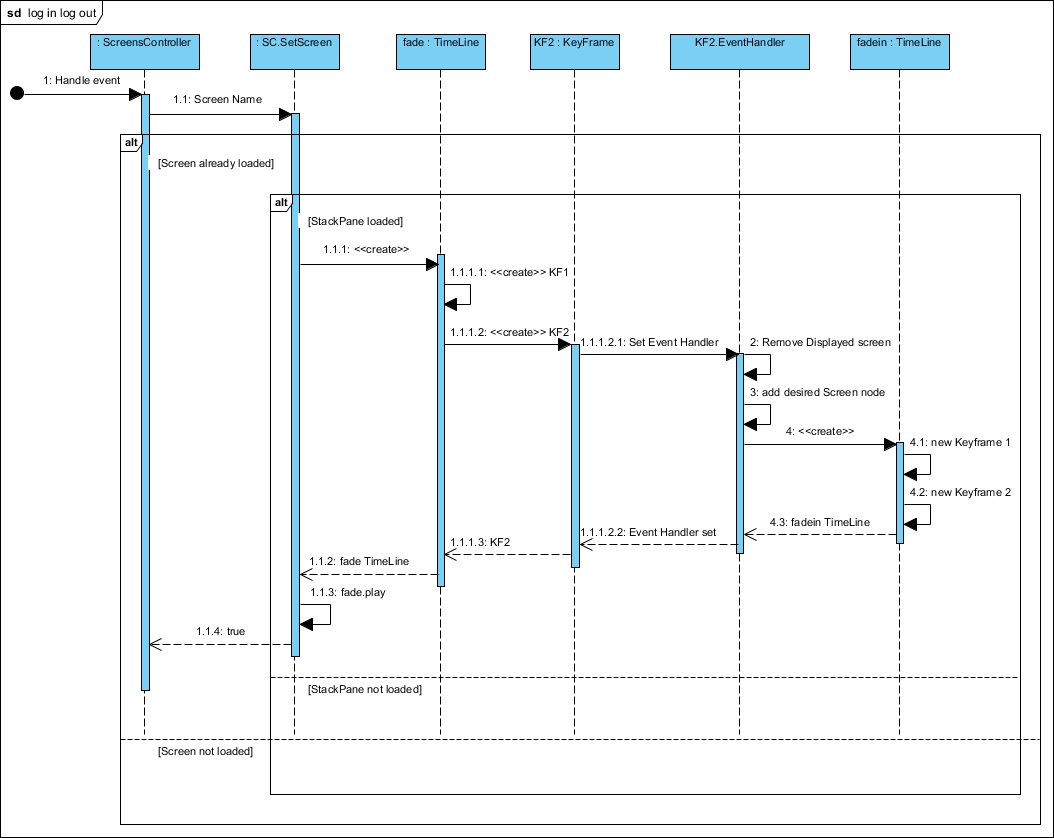 sd log in log out
: ScreensController
: SC.SetScreen
fade : TimeLine
KF2 : KeyFrame
KF2.EventHandler
fadein : TimeLine
1: Handle event
1.1: Screen Name
alt
[Screen already loaded]
alt
[StackPane loaded]
1.1.1: <<create>>
1.1.1.1: <<create>> KF1
1.1.1.2: <<create>> KF2
1.1.1.2.1: Set Event Handler
2: Remove Displayed screen
3: add desired Screen node
4: <<create>>
4.1: new Keyframe 1
4.2: new Keyframe 2
4.3: fadein TimeLine
1.1.1.2.2: Event Handler set
1.1.1.3: KF2
1.1.2: fade TimeLine
1.1.3: fade.play
1.1.4: true
[StackPane not loaded]
[Screen not loaded]